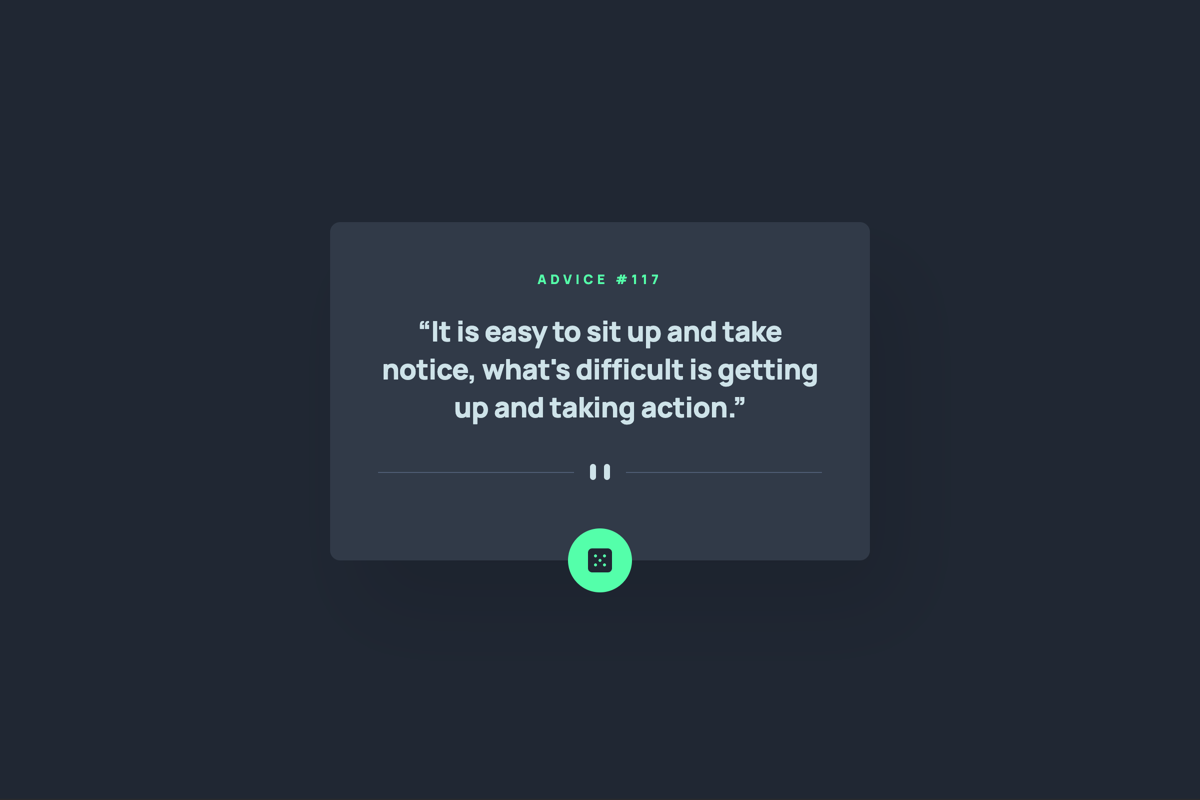 ADVICE #117
“It is easy to sit up and take
notice, what's difficult is getting
up and taking action.”